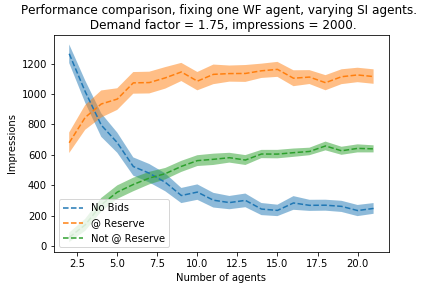 Performance comparison, fixing one WF agent, varying SI agents.
Demand factor = 1.75, impressions = 2000.
Impressions
1200
1000
800
600
400
200
0
No Bids
@ Reserve
Not @ Reserve
2.5
5.0
7.5
10.0
12.5
15.0
17.5
20.0
Number of agents